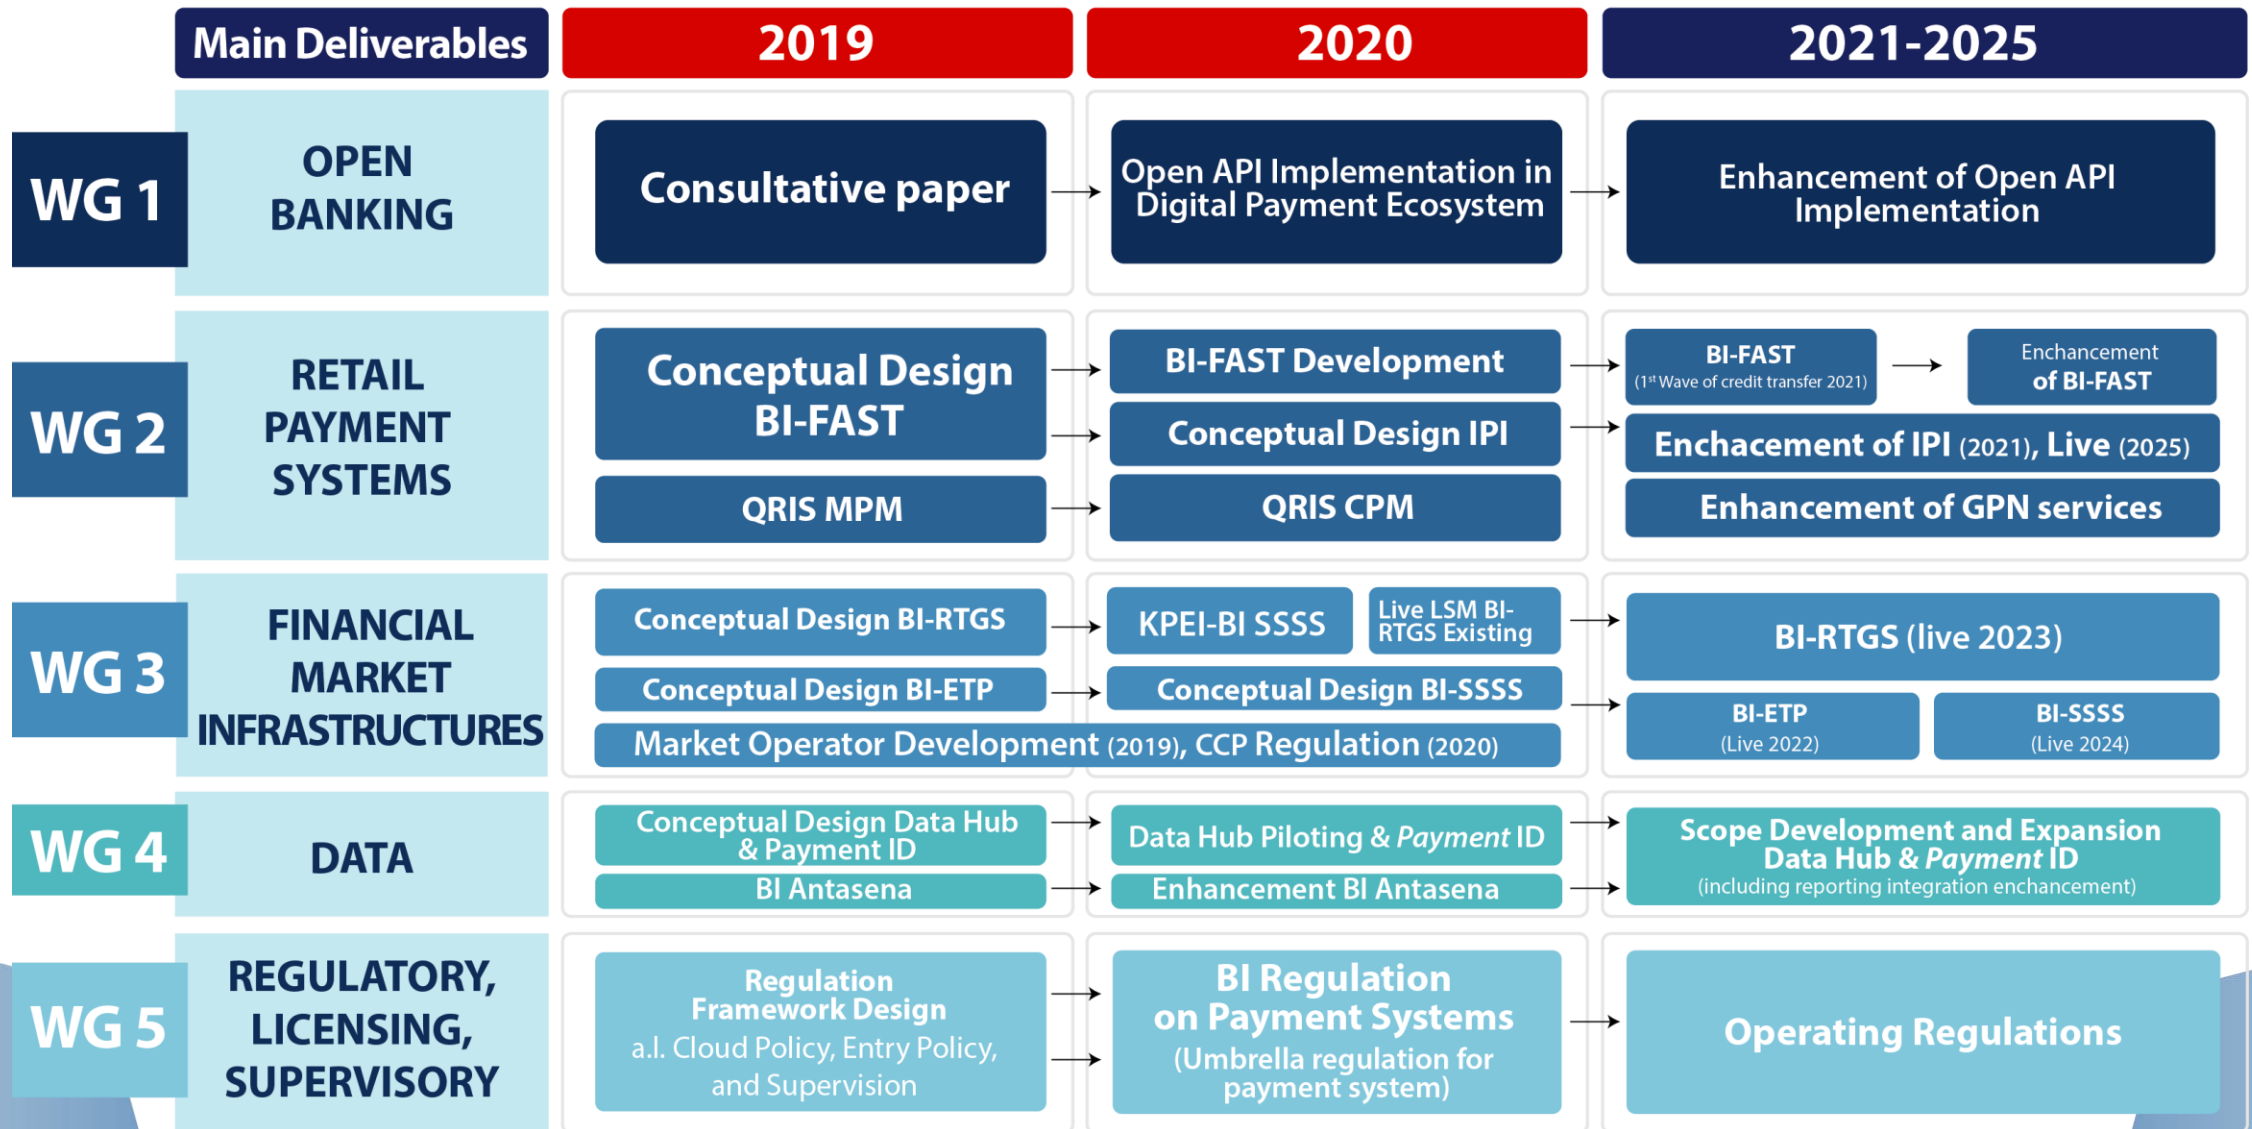 Main Deliverables
2019
2020
2021-2025
WG 1
OPEN
BANKING
Consultative paper
Open API Implementation in
Digital Payment Ecosystem
Enhancement of Open API
Implementation
WG 2
RETAIL
PAYMENT
SYSTEMS
Conceptual Design
BI-FAST
QRIS MPM
BI-FAST Development
Conceptual Design IPI
QRIS CPM
BI-FAST
(1st Wave of credit transfer 2021)
Enchancement
of BI-FAST
Enchacement of IPI (2021), Live (2025)
Enhancement of GPN services
WG 3
FINANCIAL
MARKET
INFRASTRUCTURES
Conceptual Design BI-RTGS
Conceptual Design BI-ETP
KPEI-BI SSSS
Live LSM BI-
RTGS Existing
Conceptual Design BI-SSSS
Market Operator Development (2019), CCP Regulation (2020)
BI-RTGS (live 2023)
BI-ETP
(Live 2022)
BI-SSSS
(Live 2024)
WG 4
DATA
Conceptual Design Data Hub
& Payment ID
BI Antasena
Data Hub Piloting & Payment ID
Enhancement BI Antasena
Scope Development and Expansion
Data Hub & Payment ID
(including reporting integration enchancement)
WG 5
REGULATORY,
LICENSING,
SUPERVISORY
Regulation
Framework Design
a.l. Cloud Policy, Entry Policy,
and Supervision
BI Regulation
on Payment Systems
(Umbrella regulation for
payment system)
Operating Regulations